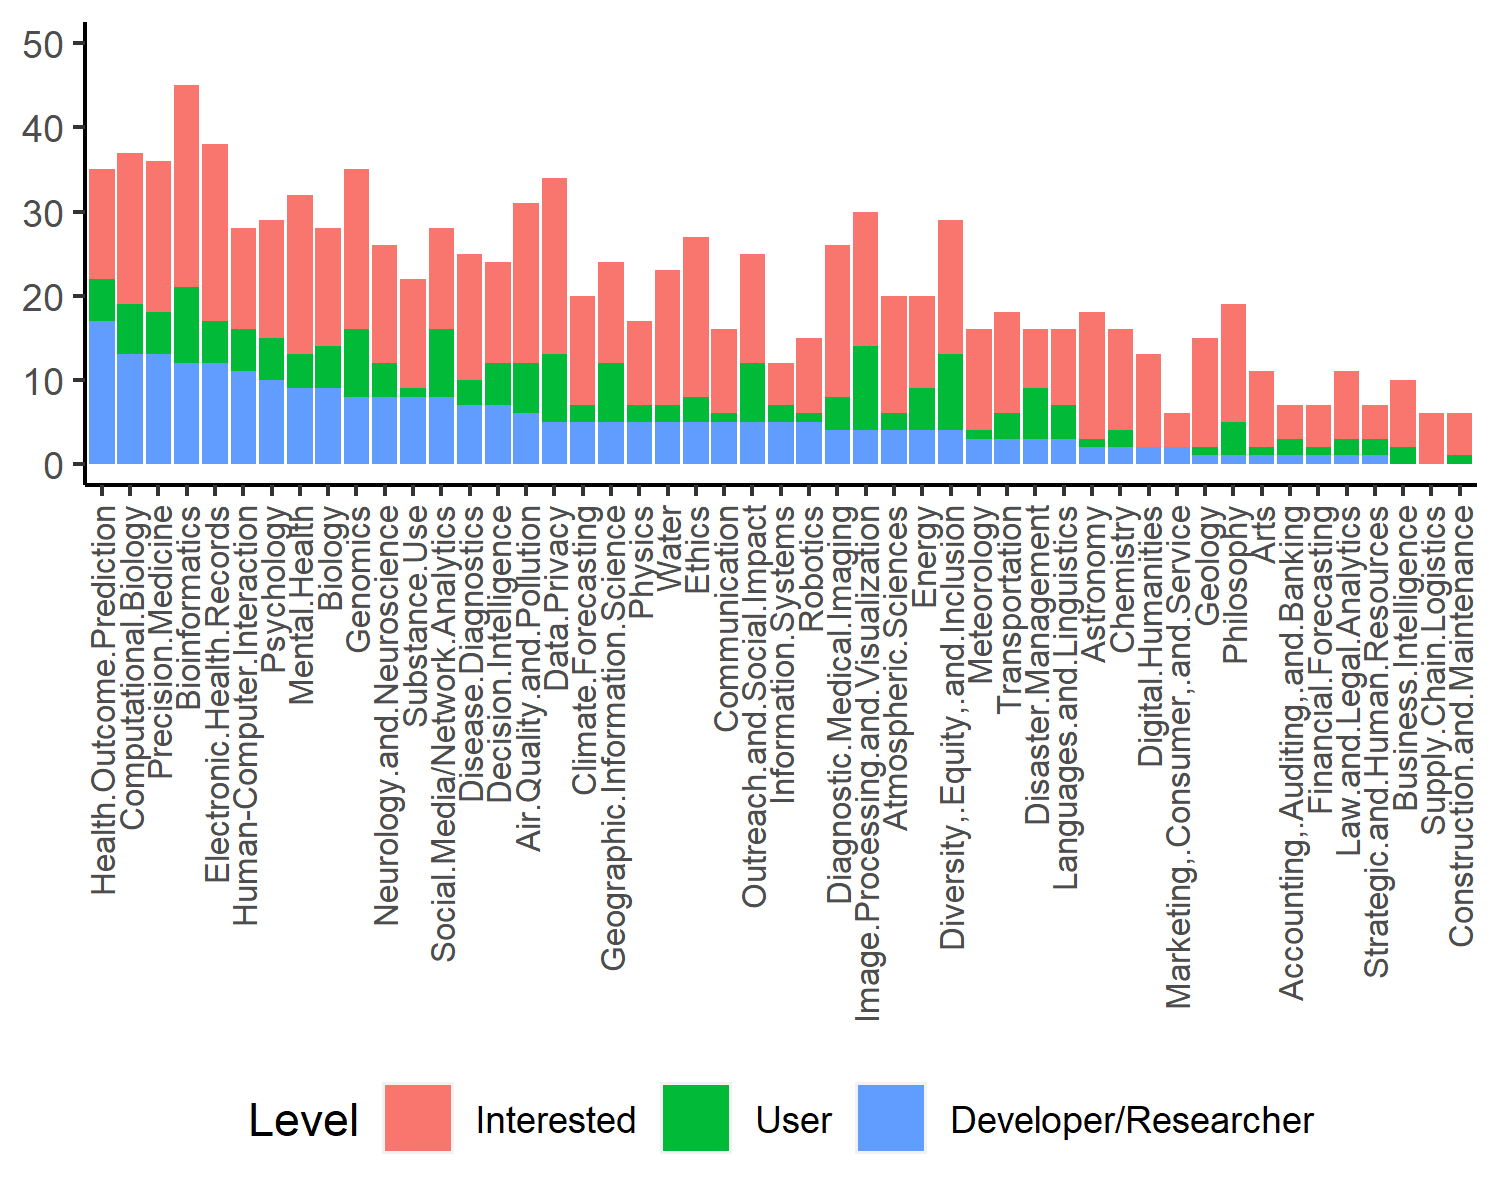 50
40
30
20
10
0
Health.Outcome.Prediction
Computational.Biology
Precision.Medicine
Bioinformatics
Electronic.Health.Records
Human-Computer.Interaction
Psychology
Mental.Health
Biology
Genomics
Neurology.and.Neuroscience
Substance.Use
Social.Media/Network.Analytics
Disease.Diagnostics
Decision.Intelligence
Air.Quality.and.Pollution
Data.Privacy
Climate.Forecasting
Geographic.Information.Science
Physics
Water
Ethics
Communication
Outreach.and.Social.Impact
Information.Systems
Robotics
Diagnostic.Medical.Imaging
Image.Processing.and.Visualization
Atmospheric.Sciences
Energy
Diversity,.Equity,.and.Inclusion
Meteorology
Transportation
Disaster.Management
Languages.and.Linguistics
Astronomy
Chemistry
Digital.Humanities
Marketing,.Consumer,.and.Service
Geology
Philosophy
Arts
Accounting,.Auditing,.and.Banking
Financial.Forecasting
Law.and.Legal.Analytics
Strategic.and.Human.Resources
Business.Intelligence
Supply.Chain.Logistics
Construction.and.Maintenance
Level Interested User Developer/Researcher